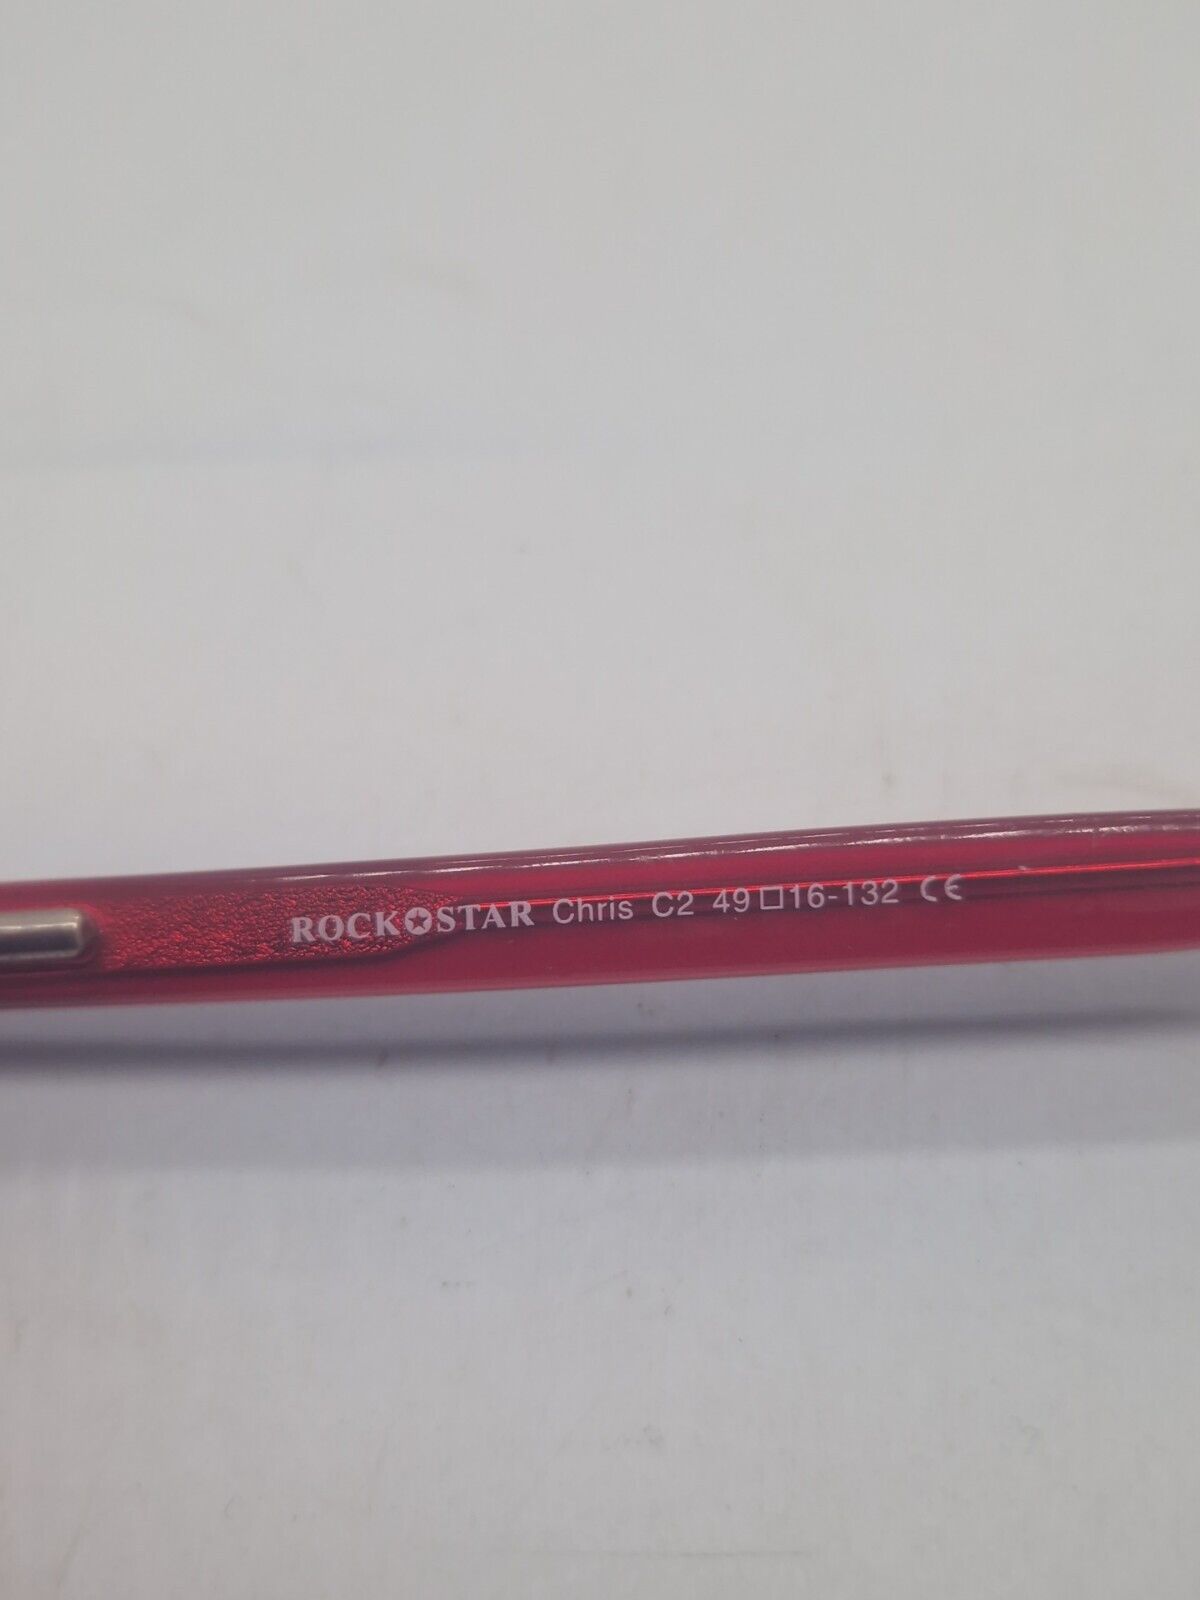 ROCK✪STAR Chris C2 49□16-132 CE